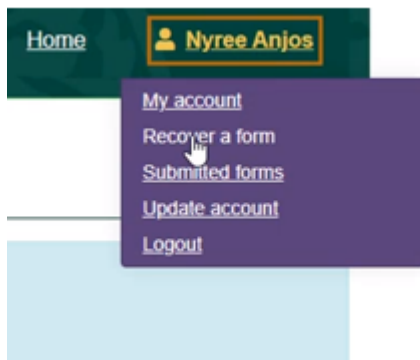 Home Nyree Anjos
My account
Recover a form
Submitted forms
Update account
Logout